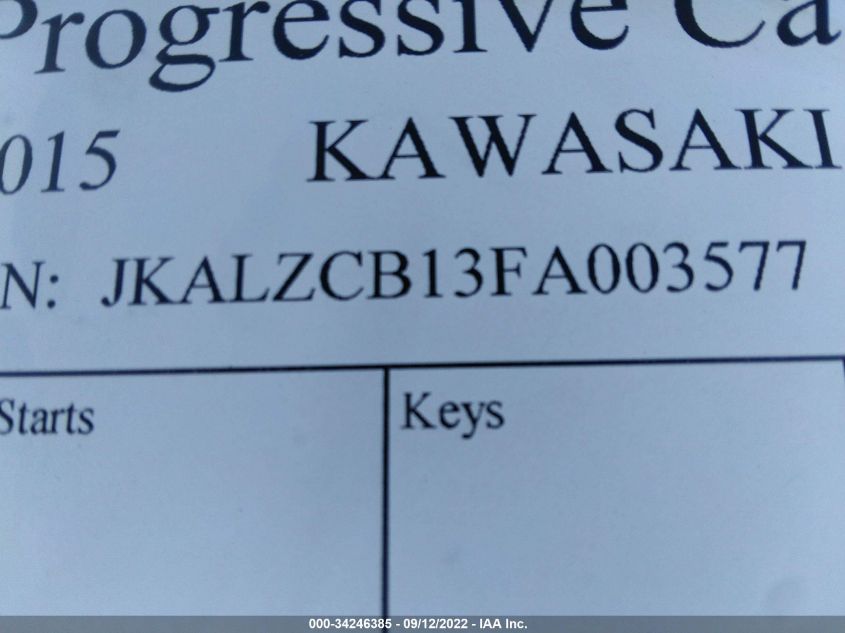 Progressive Ca
015 KAWASAKI
N: JKALZCB13FA003577
Starts Keys
000-34246385 - 09/12/2022 - IAA Inc.